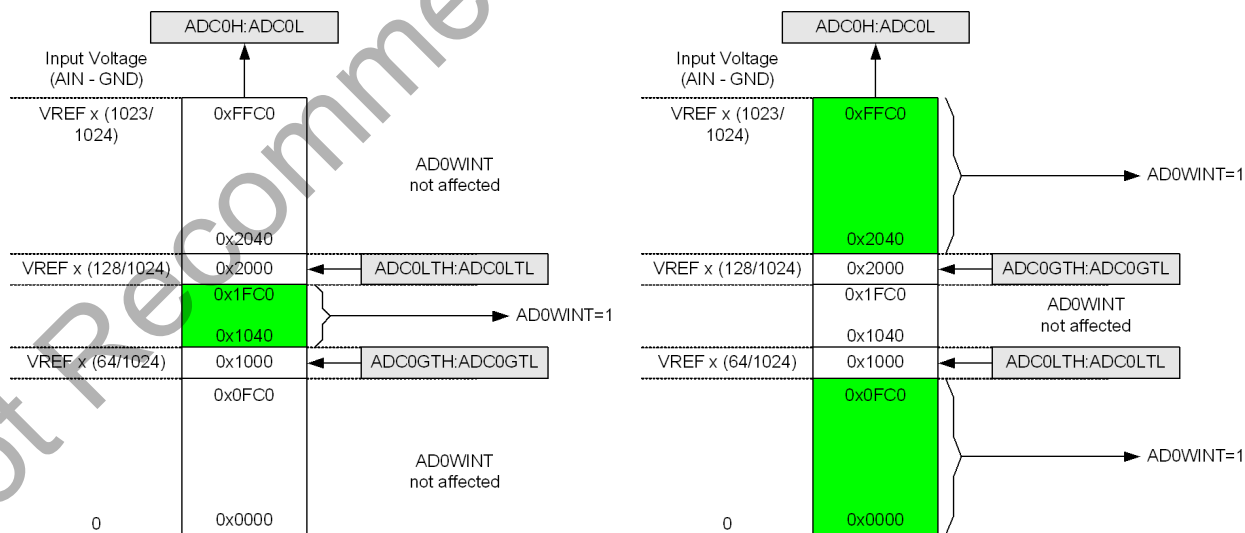 ADC0H:ADC0L
Input Voltage
(AIN - GND)
VREF x (1023/
1024)
0xFFC0
AD0WINT
not affected
0x2040
VREF x (128/1024)
0x2000
ADC0LTH:ADC0LTL
0x1FC0
AD0WINT=1
0x1040
VREF x (64/1024)
0x1000
ADC0GTH:ADC0GTL
0x0FC0
AD0WINT
not affected
0
0x0000
ADC0H:ADC0L
Input Voltage
(AIN - GND)
VREF x (1023/
1024)
0xFFC0
AD0WINT=1
0x2040
VREF x (128/1024)
0x2000
ADC0GTH:ADC0GTL
0x1FC0
AD0WINT
not affected
0x1040
VREF x (64/1024)
0x1000
ADC0LTH:ADC0LTL
0x0FC0
AD0WINT=1
0
0x0000